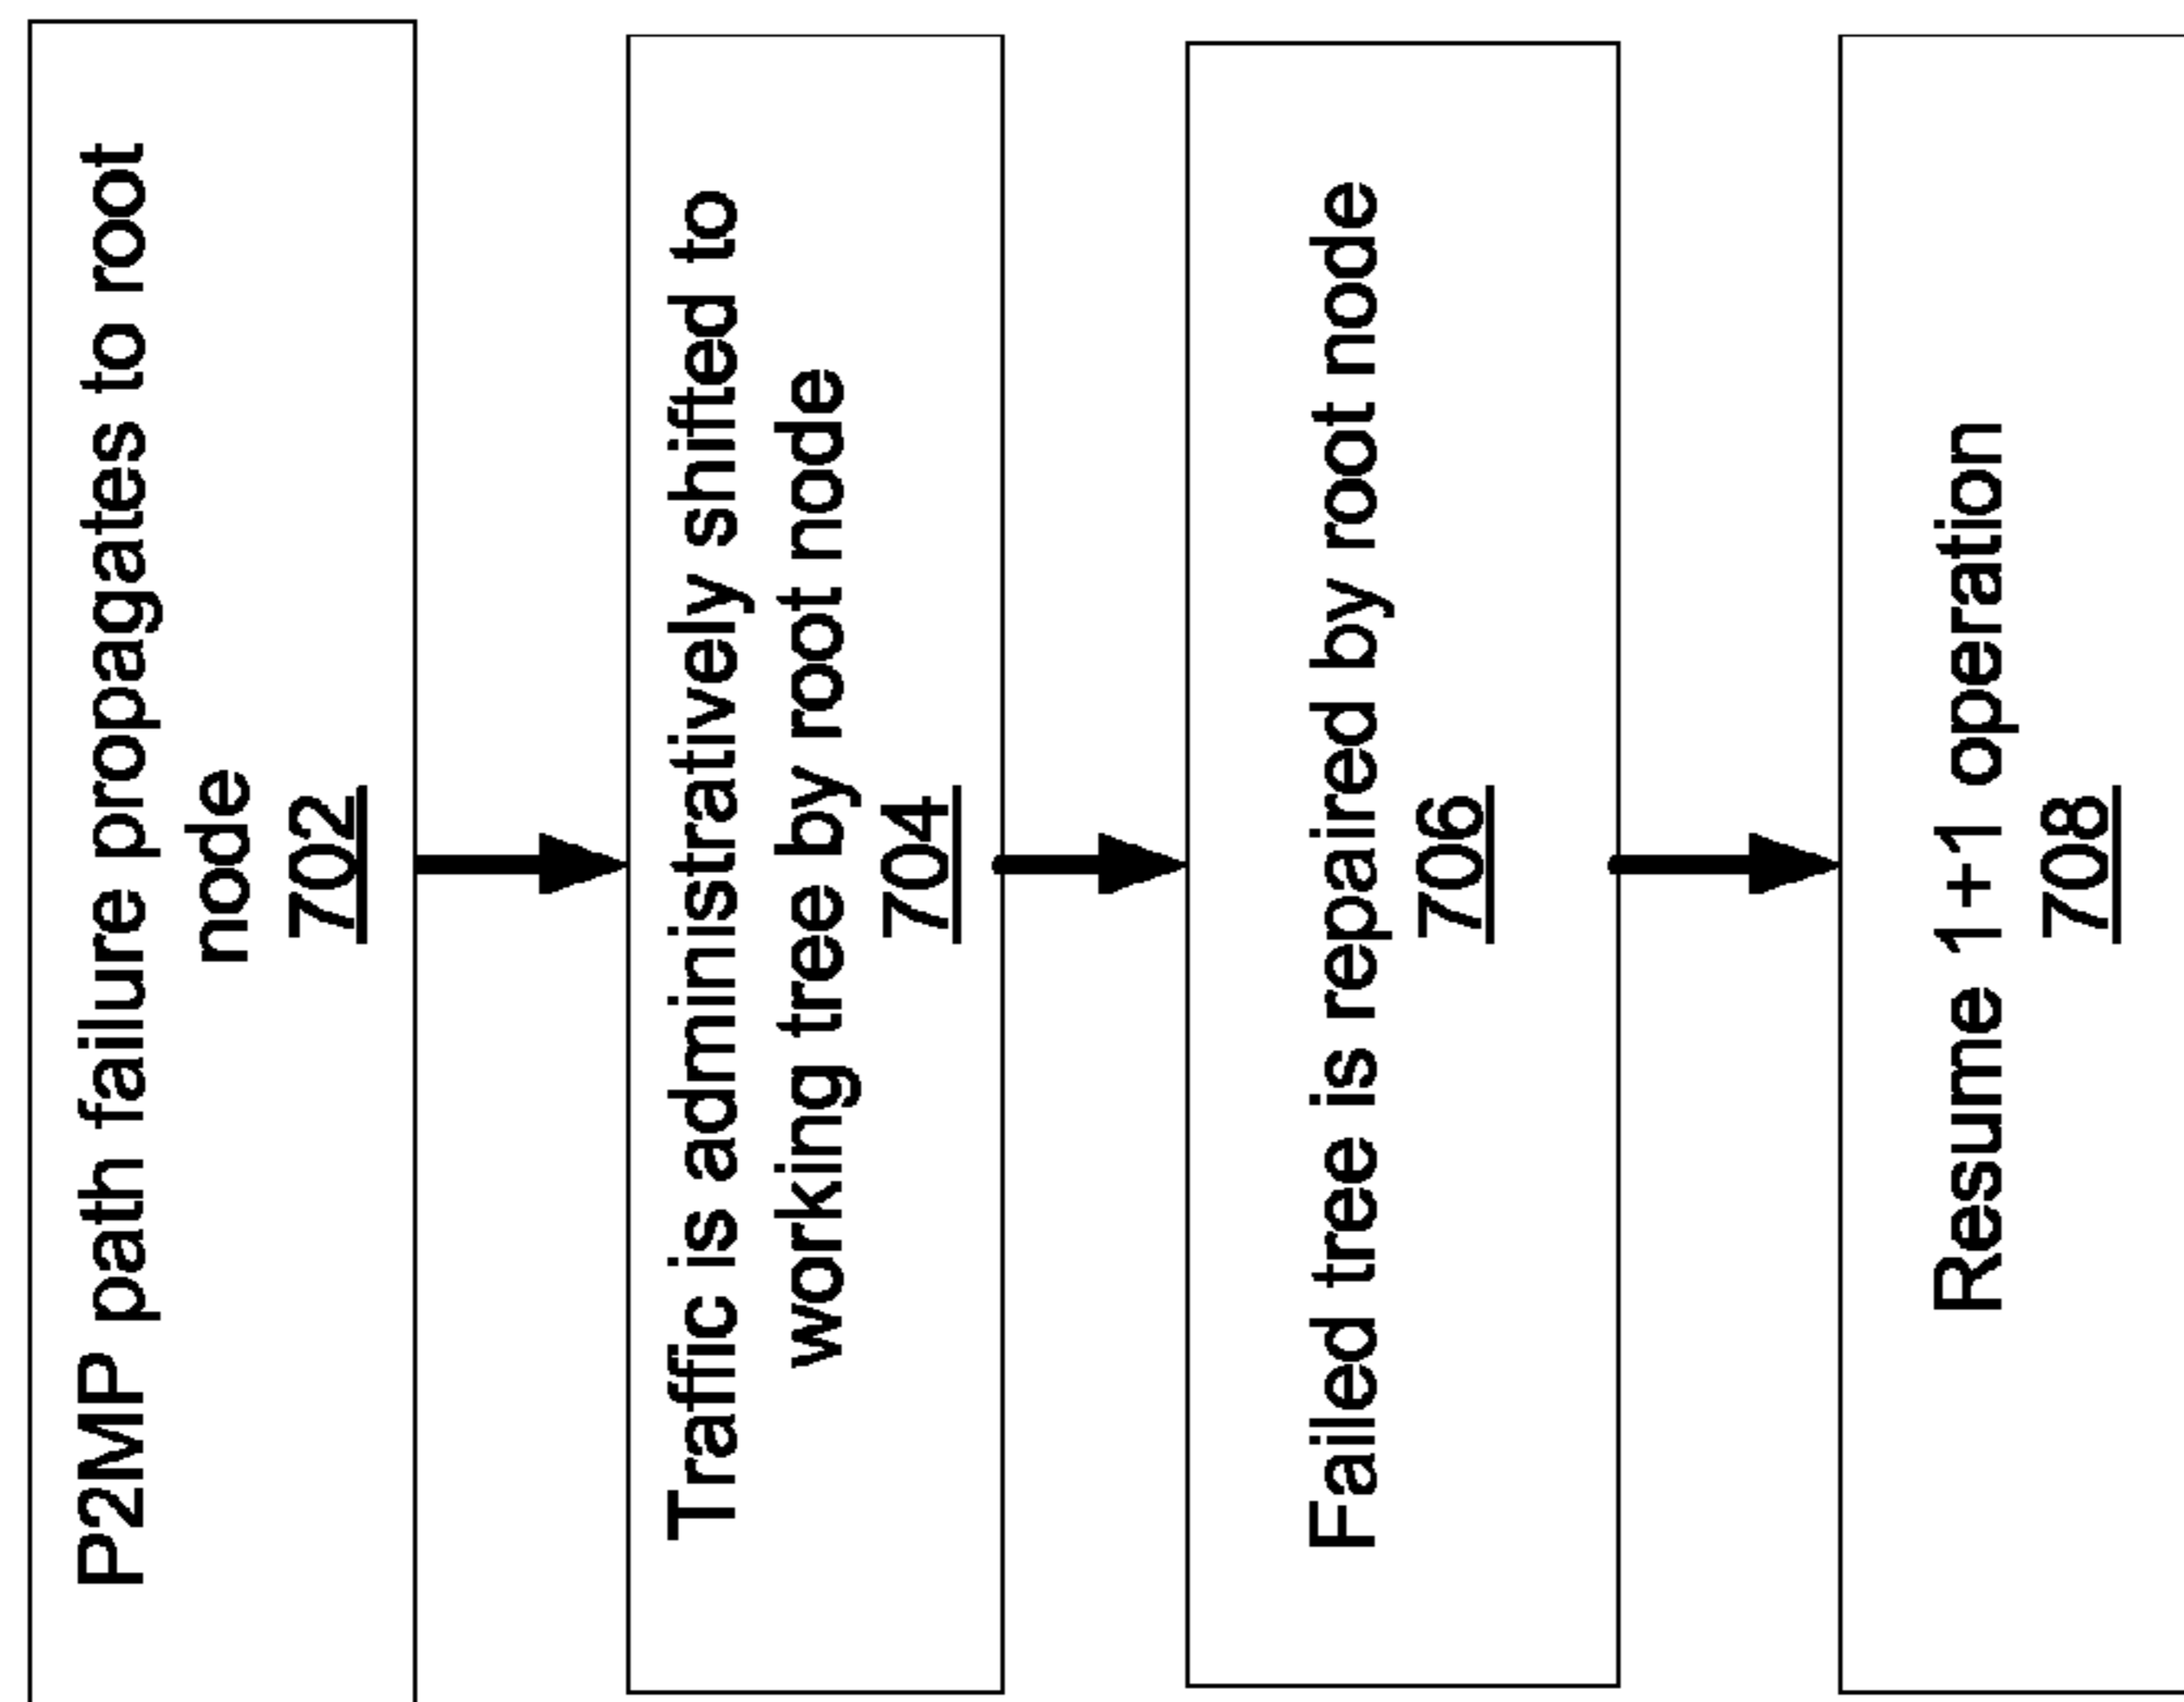 P2MP path failure propagates to root
node
702
Traffic is administratively shifted to
working tree by root node
704
Failed tree is repaired by root node
706
Resume 1+1 operation
708